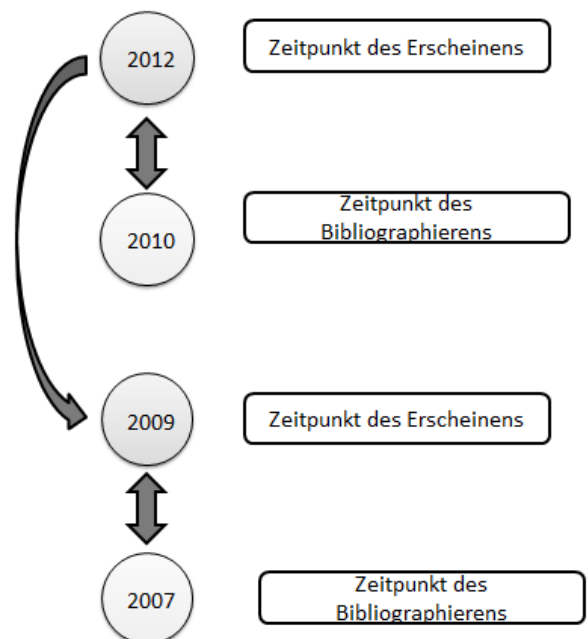 2012
Zeitpunkt des Erscheinens
2010
Zeitpunkt des
Bibliographierens
2009
Zeitpunkt des Erscheinens
2007
Zeitpunkt des
Bibliographierens